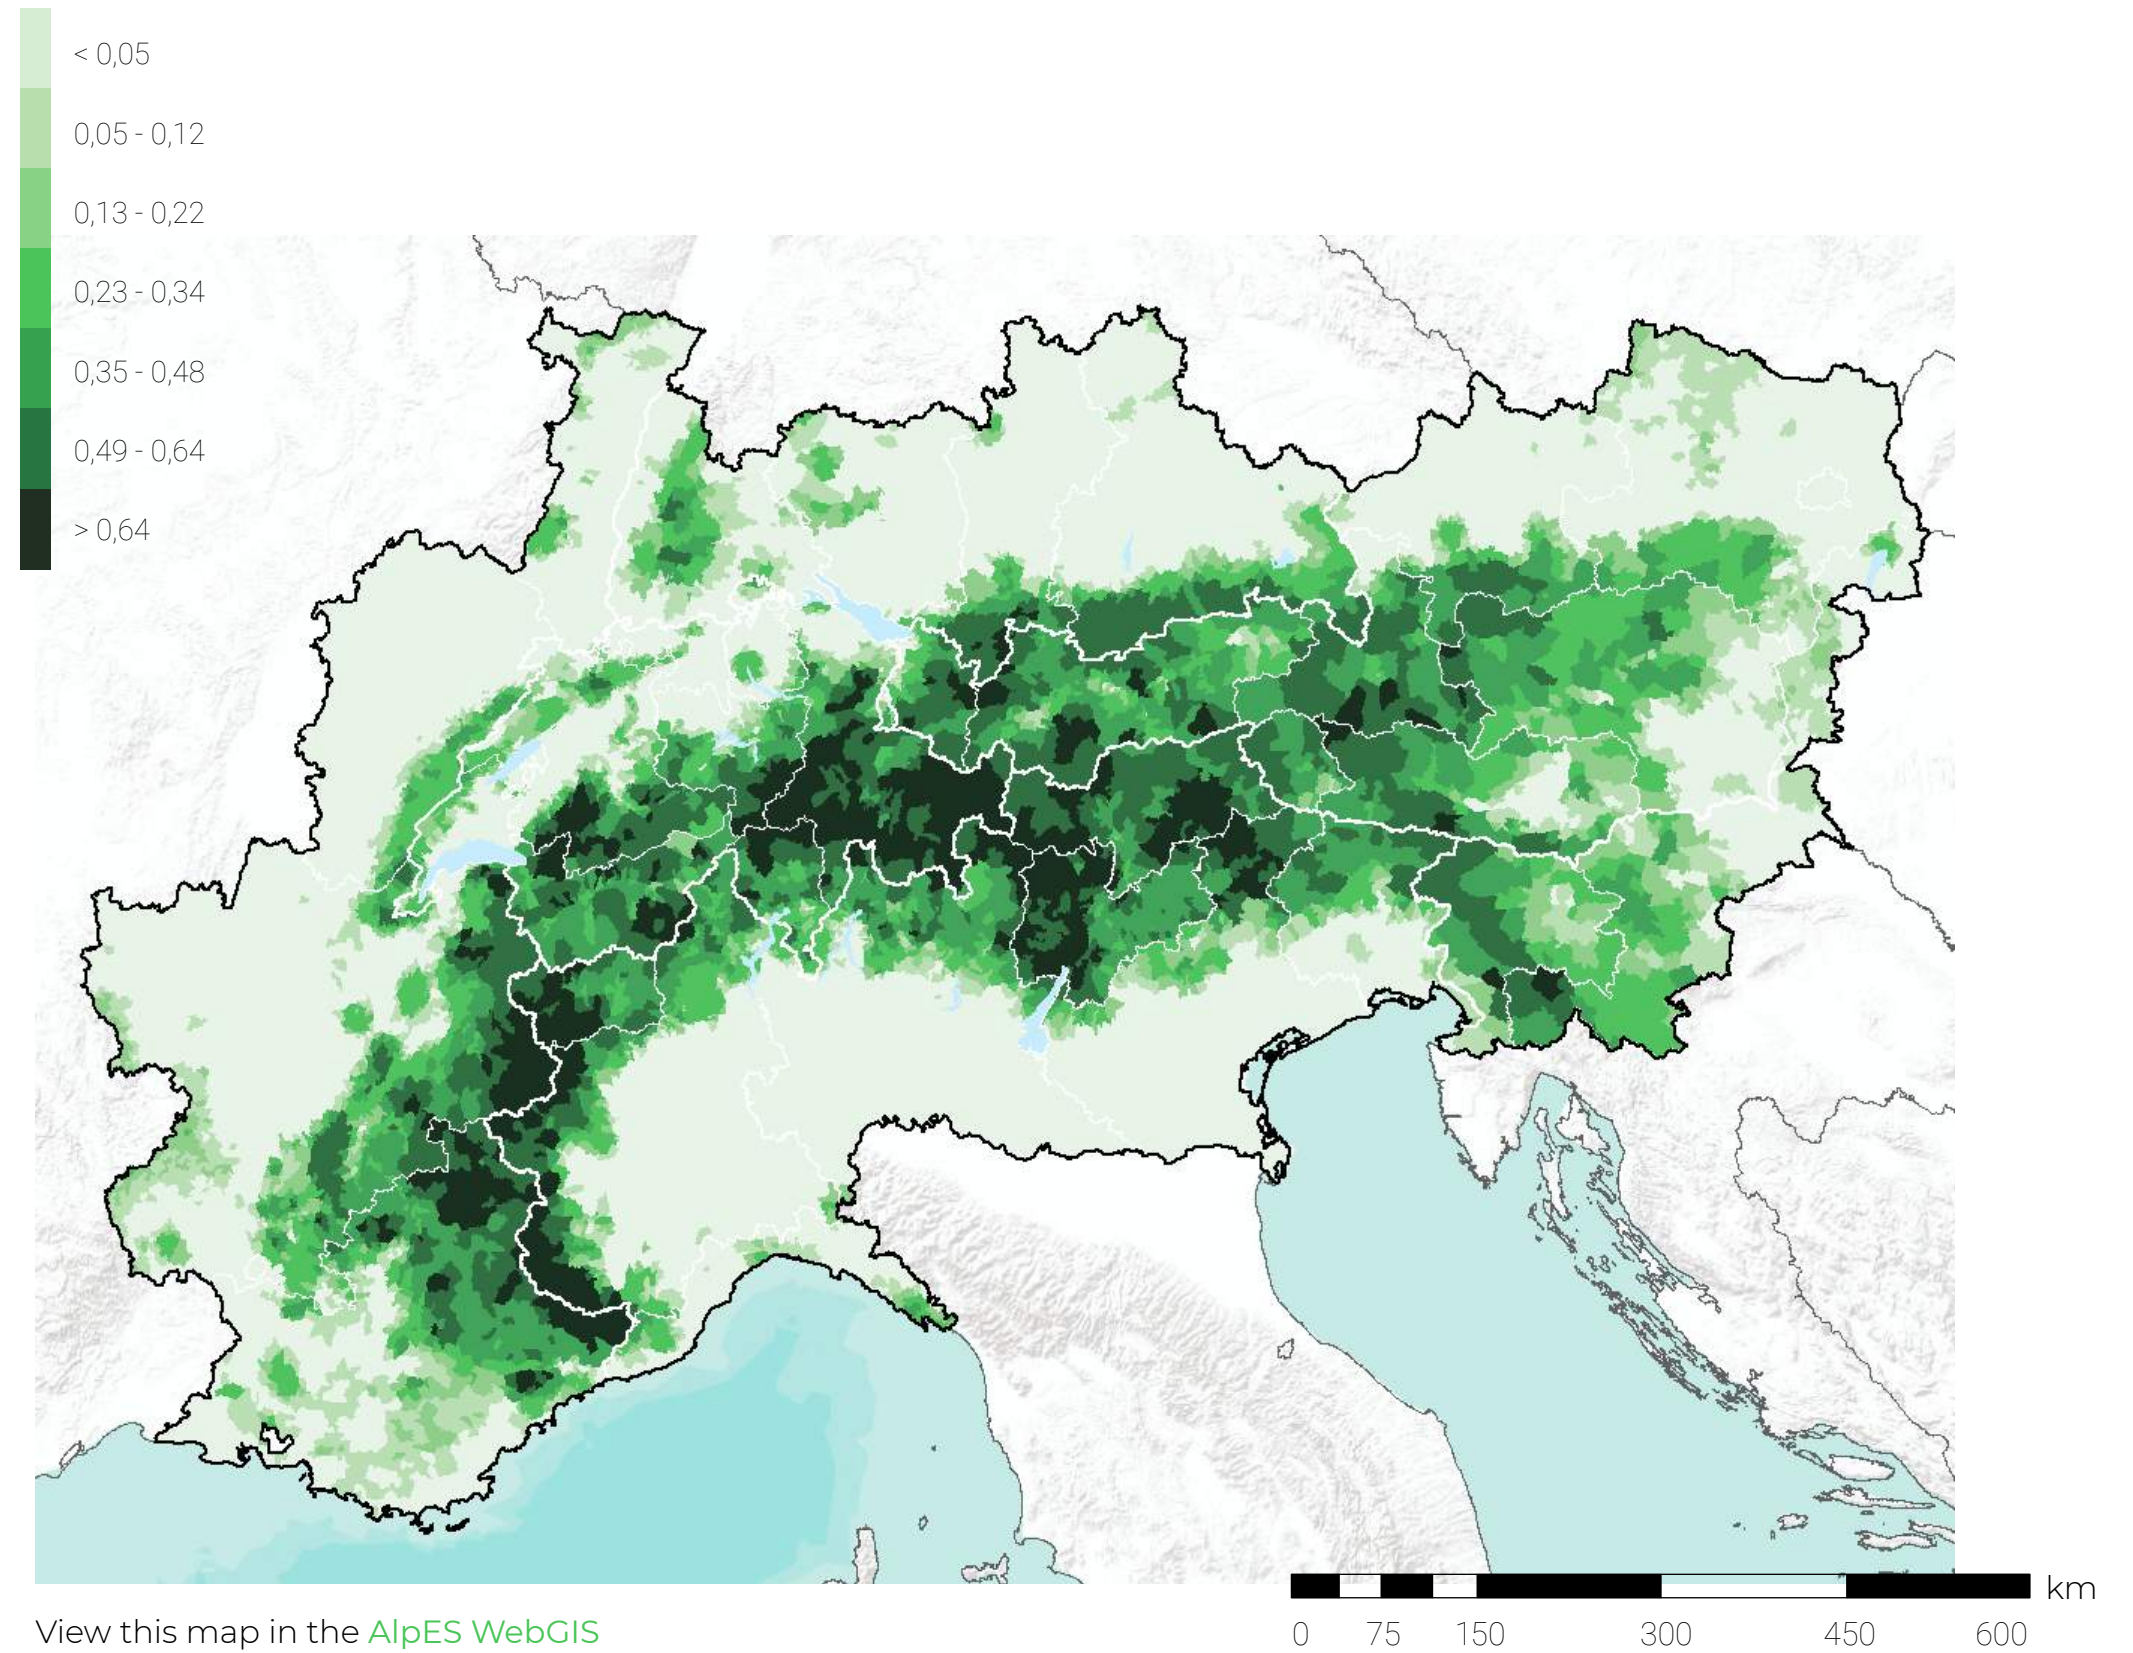 < 0,05
0,05 - 0,12
0,13 - 0,22
0,23 - 0,34
0,35 - 0,48
0,49 - 0,64
> 0,64
km
0 75 150 300 450 600
View this map in the AlpES WebGIS